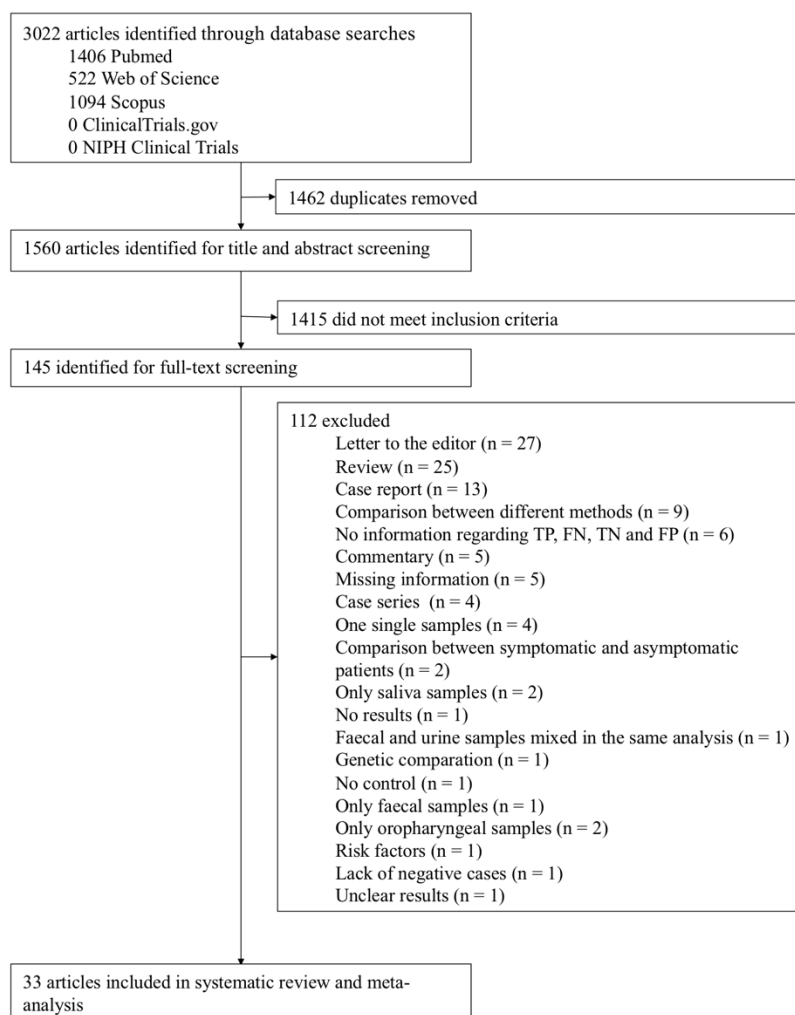 3022 articles identified through database searches
1406 Pubmed
522 Web of Science
1094 Scopus
0 ClinicalTrials.gov
0 NIPH Clinical Trials
1462 duplicates removed
1560 articles identified for title and abstract screening
1415 did not meet inclusion criteria
145 identified for full-text screening
112 excluded
Letter to the editor (n = 27)
Review (n = 25)
Case report (n = 13)
Comparison between different methods (n = 9)
No information regarding TP, FN, TN and FP (n = 6)
Commentary (n = 5)
Missing information (n = 5)
Case series (n = 4)
One single samples (n = 4)
Comparison between symptomatic and asymptomatic
patients (n = 2)
Only saliva samples (n = 2)
No results (n = 1)
Faecal and urine samples mixed in the same analysis (n = 1)
Genetic comparation (n = 1)
No control (n = 1)
Only faecal samples (n = 1)
Only oropharyngeal samples (n = 2)
Risk factors (n = 1)
Lack of negative cases (n = 1)
Unclear results (n = 1)
33 articles included in systematic review and meta-
analysis